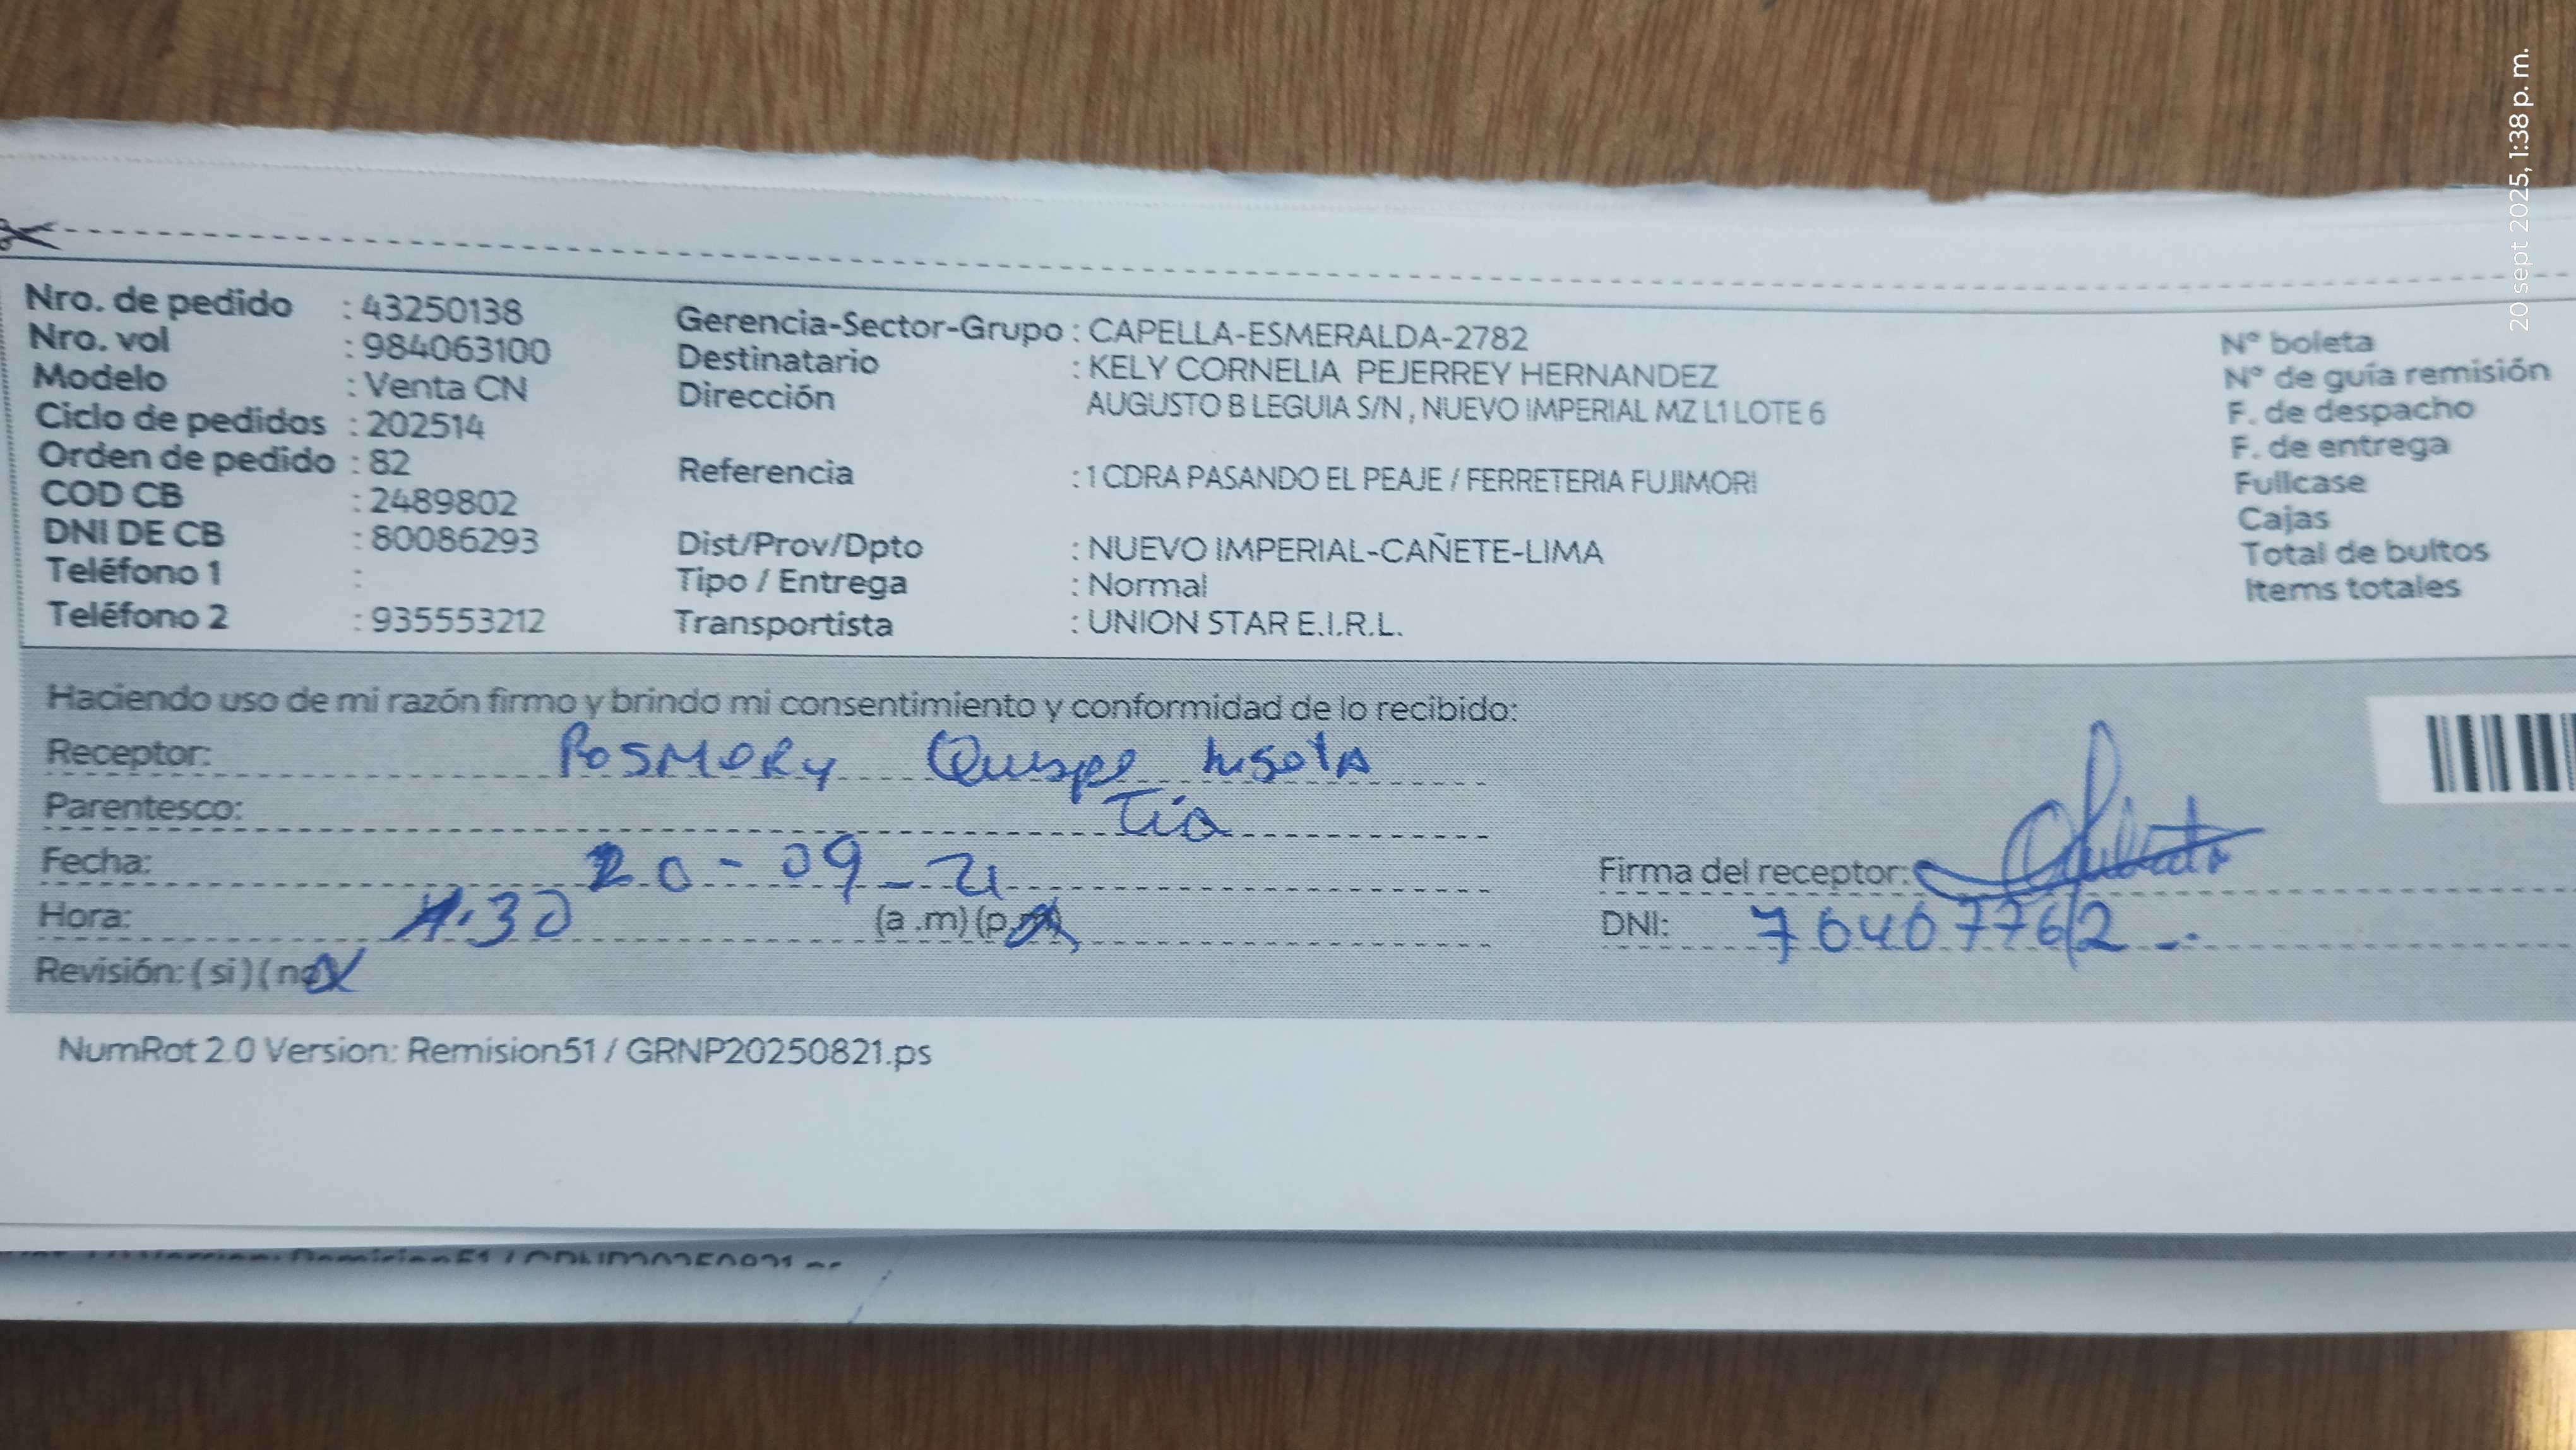 20 sept 2025, 1:38 p. m.
Nro. de pedido : 43250138
Nro. vol : 984063100
Modelo : Venta CN
Ciclo de pedidos : 202514
Orden de pedido : 82
COD CB : 2489802
DNI DE CB : 80086293
Teléfono 1 :
Teléfono 2 : 935553212
Gerencia-Sector-Grupo : CAPELLA-ESMERALDA-2782
Destinatario : KELY CORNELIA PEJERREY HERNANDEZ
Dirección AUGUSTO B LEGUIA S/N , NUEVO IMPERIAL MZ L1 LOTE 6
Referencia : 1 CDRA PASANDO EL PEAJE / FERRETERIA FUJIMORI
Dist/Prov/Dpto : NUEVO IMPERIAL-CAÑETE-LIMA
Tipo / Entrega : Normal
Transportista : UNION STAR E.I.R.L.
N° boleta
N° de guía remisión
F. de despacho
F. de entrega
Fullcase
Cajas
Total de bultos
Items totales
Haciendo uso de mi razón firmo y brindo mi consentimiento y conformidad de lo recibido:
Receptor: Rosmery Quispe
Parentesco: Tia
Fecha: 20 - 09 -
Hora: 1:30 (a .m) (p.m)
Revisión: ( si ) ( no
Firma del receptor:
DNI:
NumRot 2.0 Version: Remision51 / GRNP20250821.ps